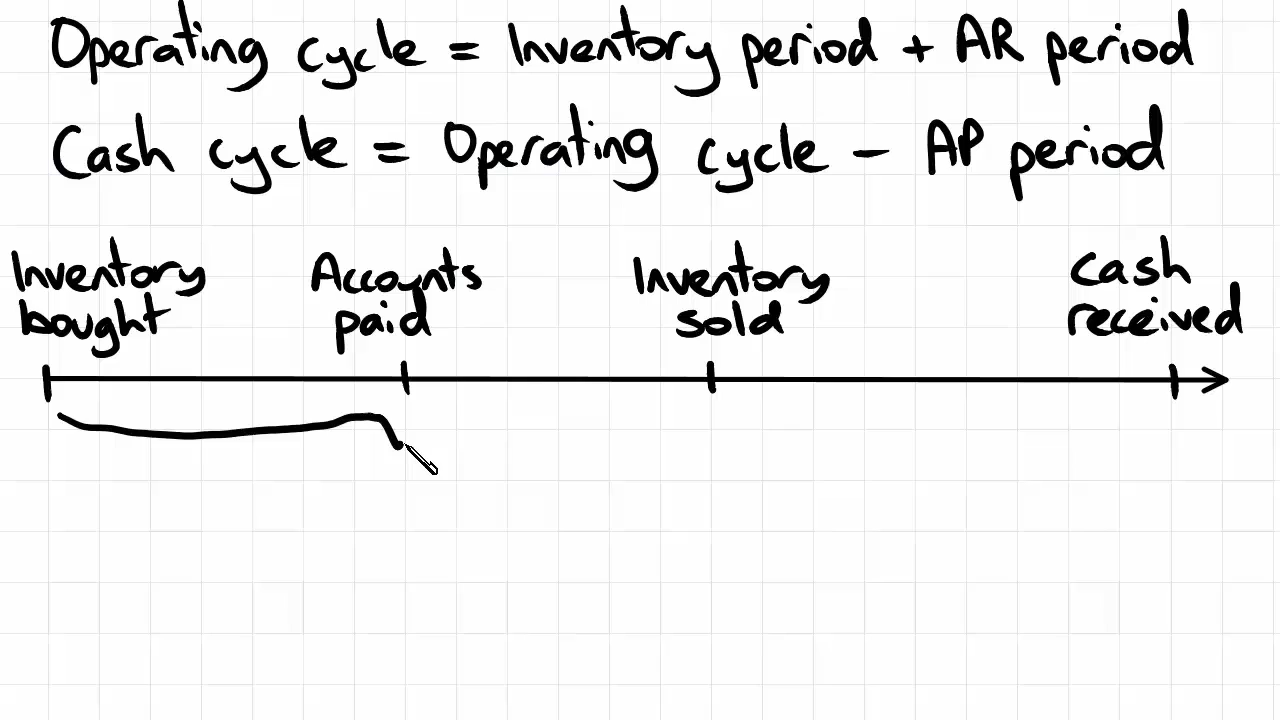 Operating cycle = Inventory period + AR period
Cash cycle = Operating cycle - AP period
Inventory bought
Accounts paid
Inventory sold
Cash received